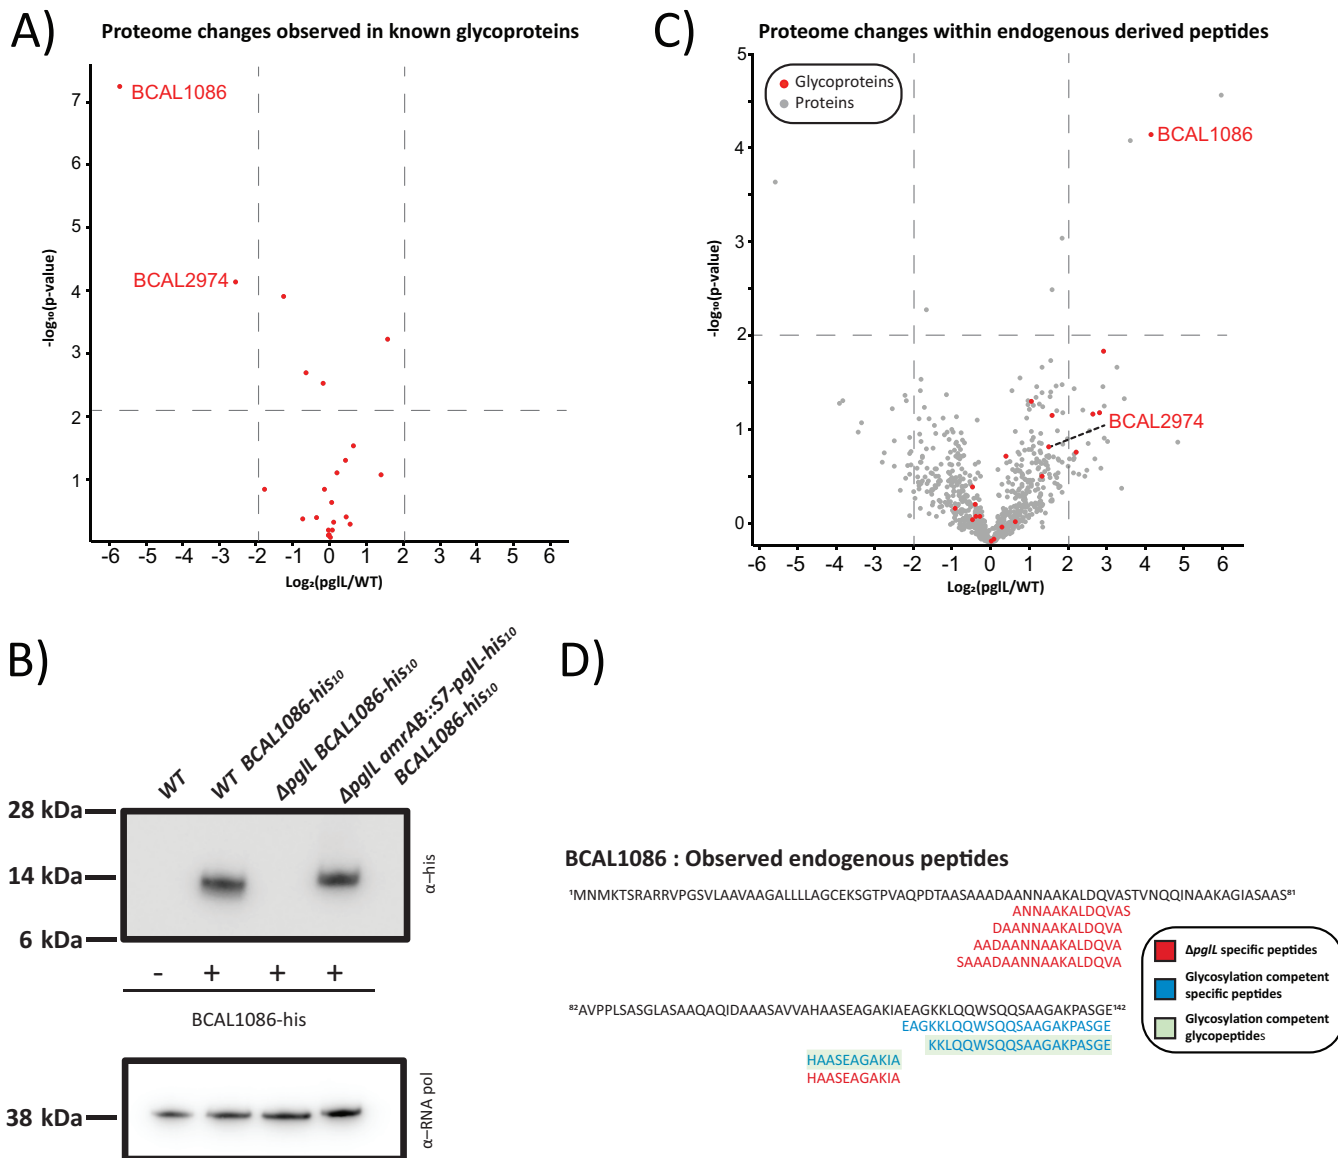 A)
Proteome changes observed in known glycoproteins
7
6
5
4
3
2
1
-log₁₀(p-value)
BCAL1086
BCAL2974
-6 -5 -4 -3 -2 -1 0 1 2 3 4 5 6
Log₂(pglL/WT)
C)
Proteome changes within endogenous derived peptides
5
4
3
2
1
0
-log₁₀(p-value)
Glycoproteins
Proteins
BCAL1086
BCAL2974
-6 -5 -4 -3 -2 -1 0 1 2 3 4 5 6
Log₂(pglL/WT)
B)
WT
WT BCAL1086-his₁₀
ΔpglL BCAL1086-his₁₀
ΔpglL amrAB::S7-pglL-his₁₀
BCAL1086-his₁₀
28 kDa
14 kDa
6 kDa
α–his
- + + +
BCAL1086-his
38 kDa
α–RNA pol
D)
BCAL1086 : Observed endogenous peptides
¹MNMKTSRARRVPGSVLAAVAAGALLLLAGCEKSGTPVAQPDTAASAAADAANNAAKALDQVASTVNQQINAAKAGIASAAS⁸¹
ANNAAKALDQVAS
DAANNAAKALDQVA
AADAANNAAKALDQVA
SAAADAANNAAKALDQVA
⁸²AVPPLSASGLASAAQAQIDAAASAVVAHAASEAGAKIAEAGKKLQQWSQQSAAGAKPASGE¹⁴²
EAGKKLQQWSQQSAAGAKPASGE
KKLQQWSQQSAAGAKPASGE
HAASEAGAKIA
HAASEAGAKIA
ΔpglL specific peptides
Glycosylation competent
specific peptides
Glycosylation competent
glycopeptides